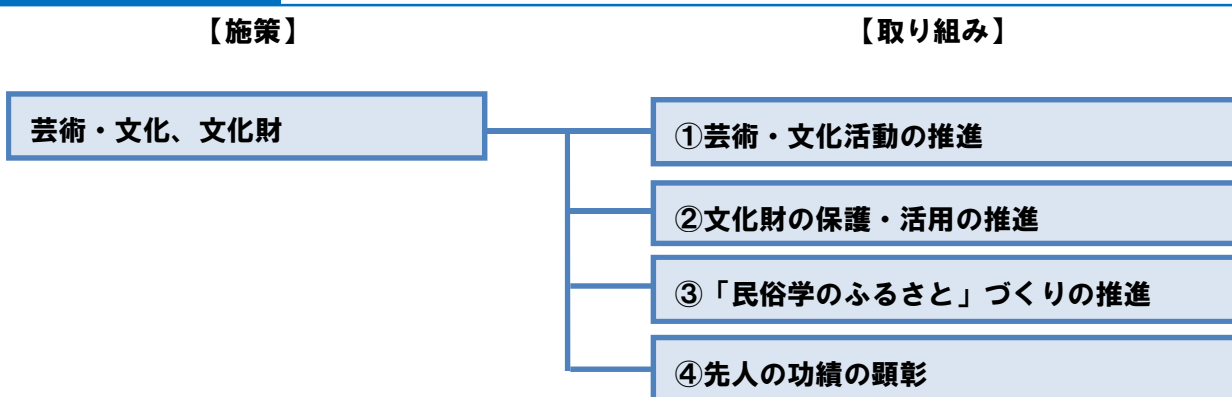 【施策】
【取り組み】
芸術・文化、文化財
①芸術・文化活動の推進
②文化財の保護・活用の推進
③「民俗学のふるさと」づくりの推進
④先人の功績の顕彰